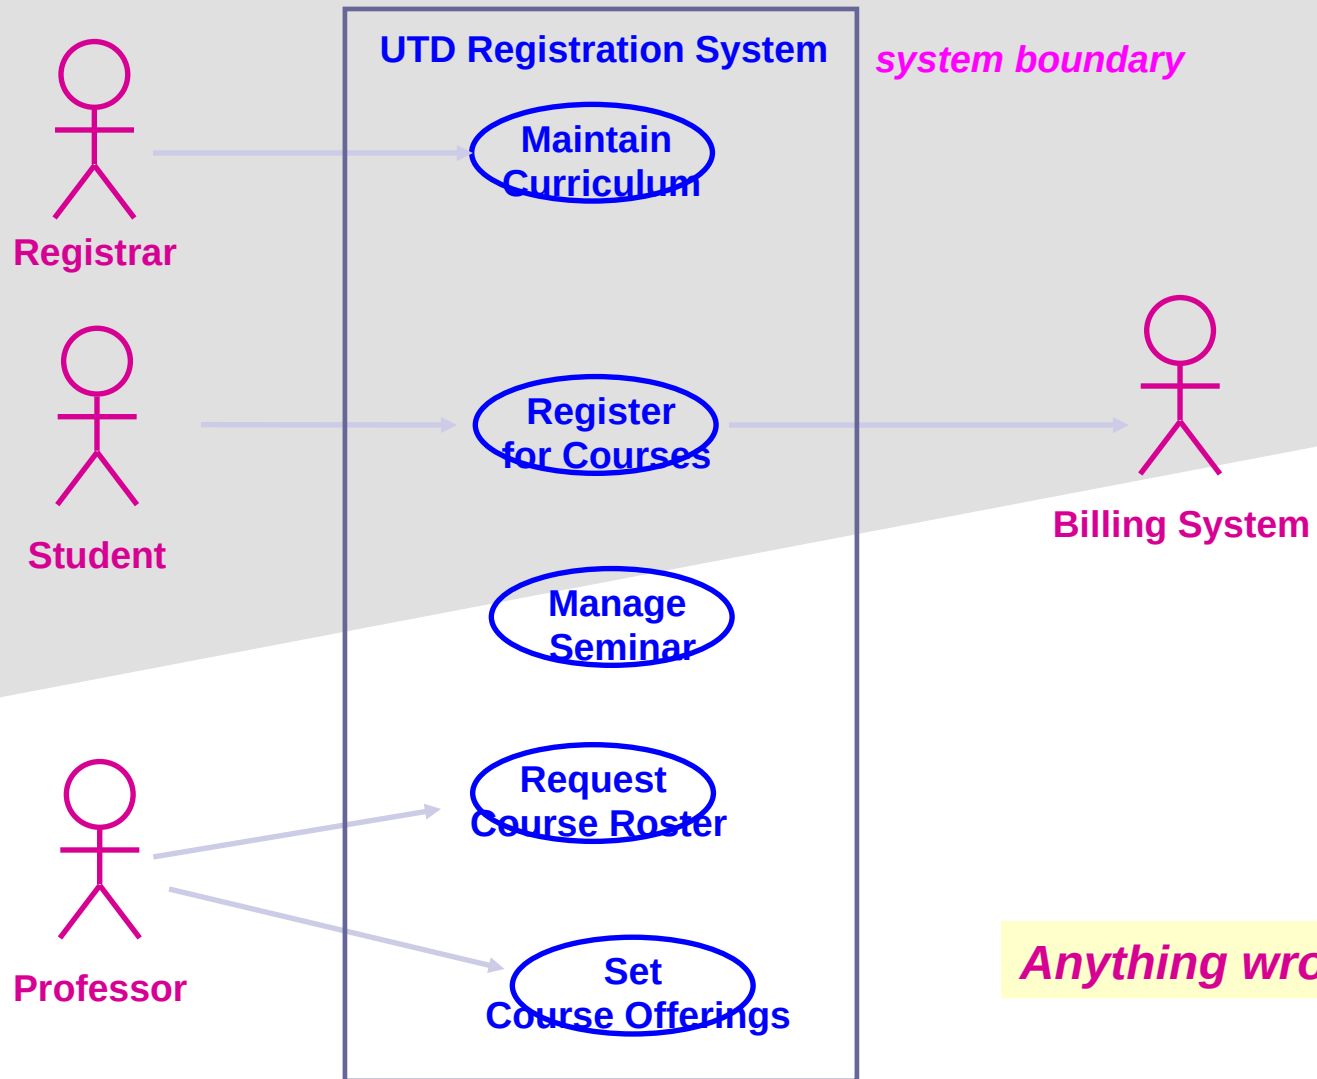 UTD Registration System
system boundary
Maintain
Curriculum
Registrar
Register
for Courses
Billing System
Student
Manage
Seminar
Request
Course Roster
Professor
Set
Course Offerings
Anything